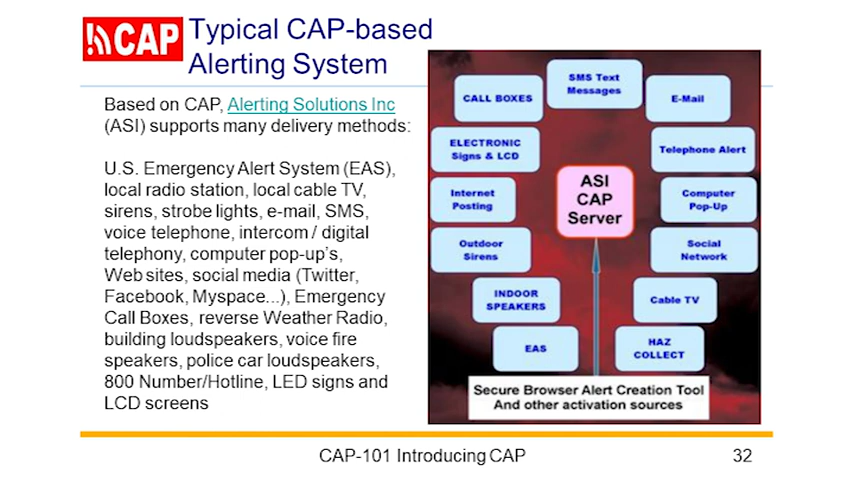 CAP
Typical CAP-based
Alerting System
Based on CAP, Alerting Solutions Inc
(ASI) supports many delivery methods:
U.S. Emergency Alert System (EAS),
local radio station, local cable TV,
sirens, strobe lights, e-mail, SMS,
voice telephone, intercom / digital
telephony, computer pop-up's,
Web sites, social media (Twitter,
Facebook, Myspace...), Emergency
Call Boxes, reverse Weather Radio,
building loudspeakers, voice fire
speakers, police car loudspeakers,
800 Number/Hotline, LED signs and
LCD screens
SMS Text
Messages
CALL BOXES
E-Mail
ELECTRONIC
Signs & LCD
Telephone Alert
ASI
CAP
Server
Internet
Posting
Computer
Pop-Up
Outdoor
Sirens
Social
Network
INDOOR
SPEAKERS
Cable TV
EAS
HAZ
COLLECT
Secure Browser Alert Creation Tool
And other activation sources
CAP-101 Introducing CAP
32